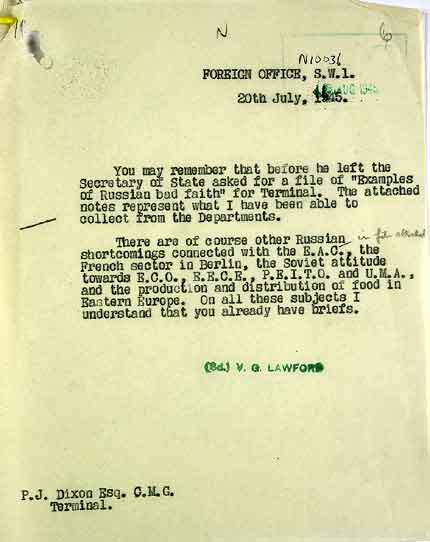 N
6
N10036
FOREIGN OFFICE, S.W.1.
AUG 1945
20th July, 1945.
You may remember that before he left the
Secretary of State asked for a file of "Examples
of Russian bad faith" for Terminal. The attached
notes represent what I have been able to
collect from the Departments.
There are of course other Russian in file attached
shortcomings connected with the E.A.C., the
French sector in Berlin, the Soviet attitude
towards E.C.O., E.E.C.E., P.E.I.T.O. and U.M.A.,
and the production and distribution of food in
Eastern Europe. On all these subjects I
understand that you already have briefs.
(Sd.) V. G. LAWFORD
P.J. Dixon Esq. C.M.G.
Terminal.